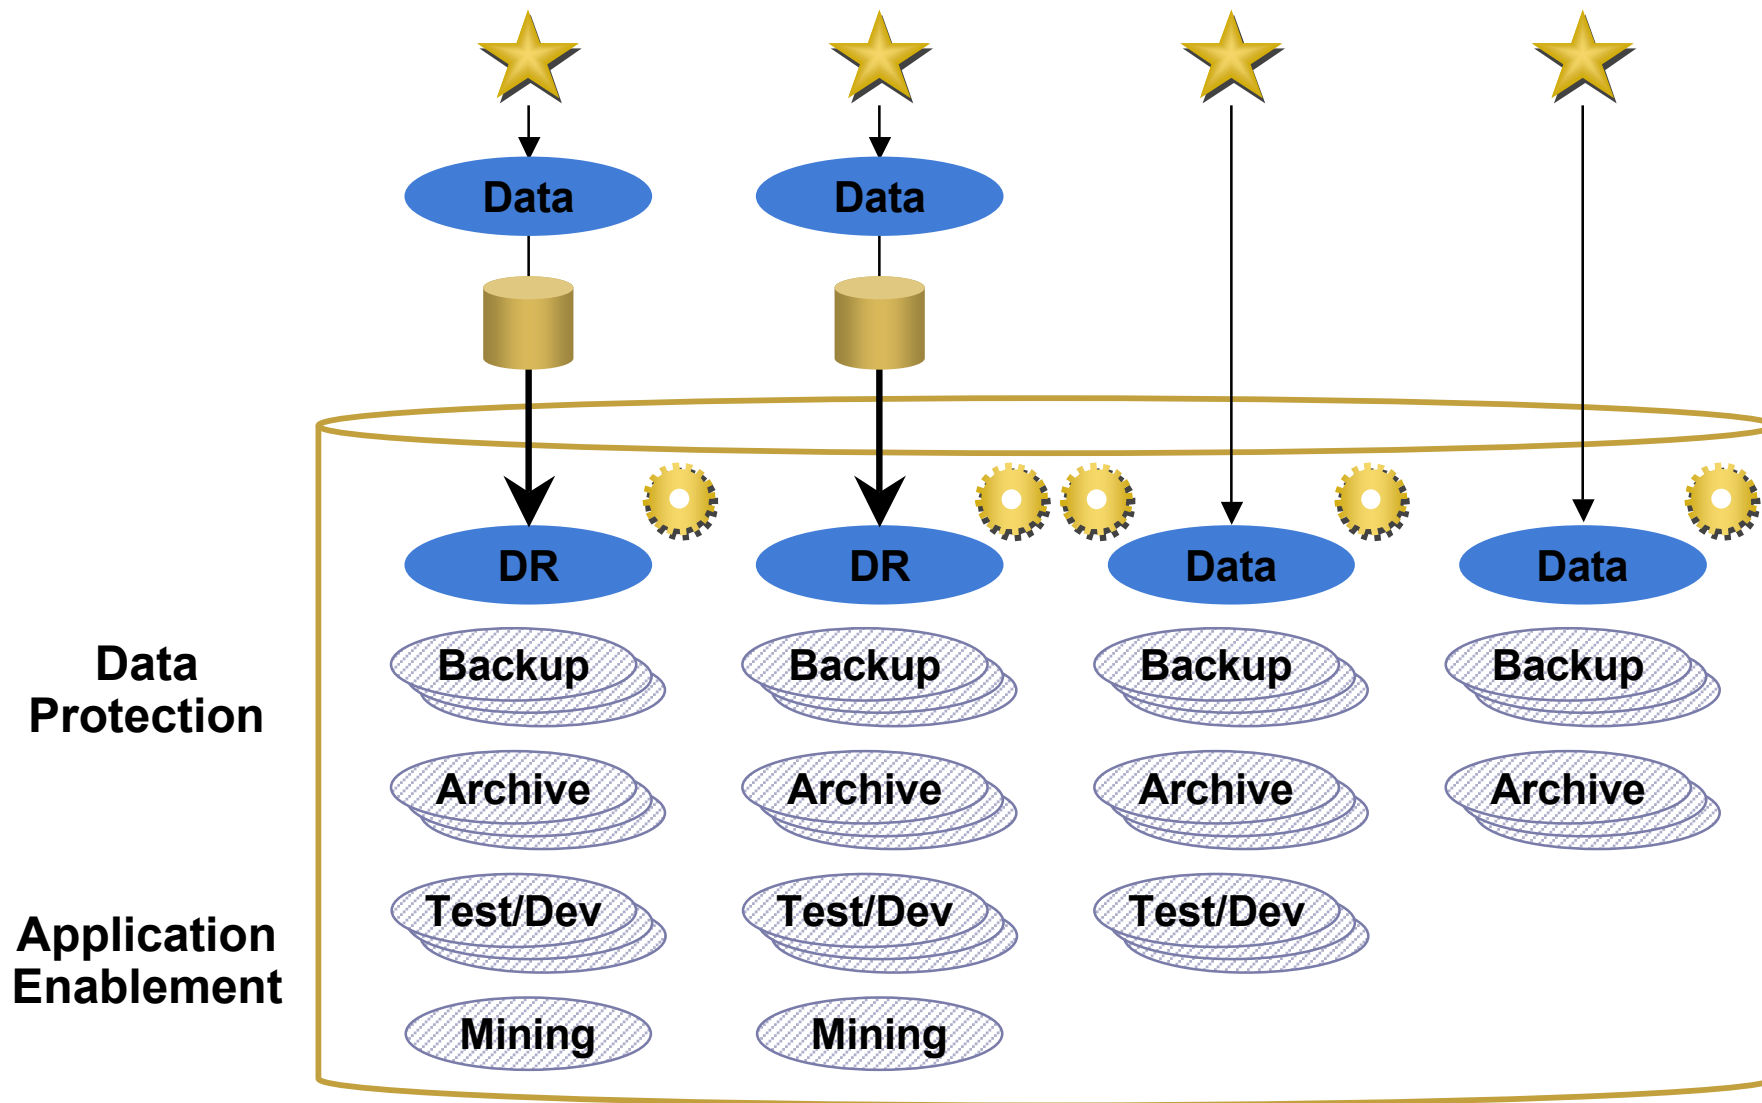 Data
Data
DR
DR
Data
Data
Data
Protection
Backup
Backup
Backup
Backup
Archive
Archive
Archive
Archive
Application
Enablement
Test/Dev
Test/Dev
Test/Dev
Mining
Mining